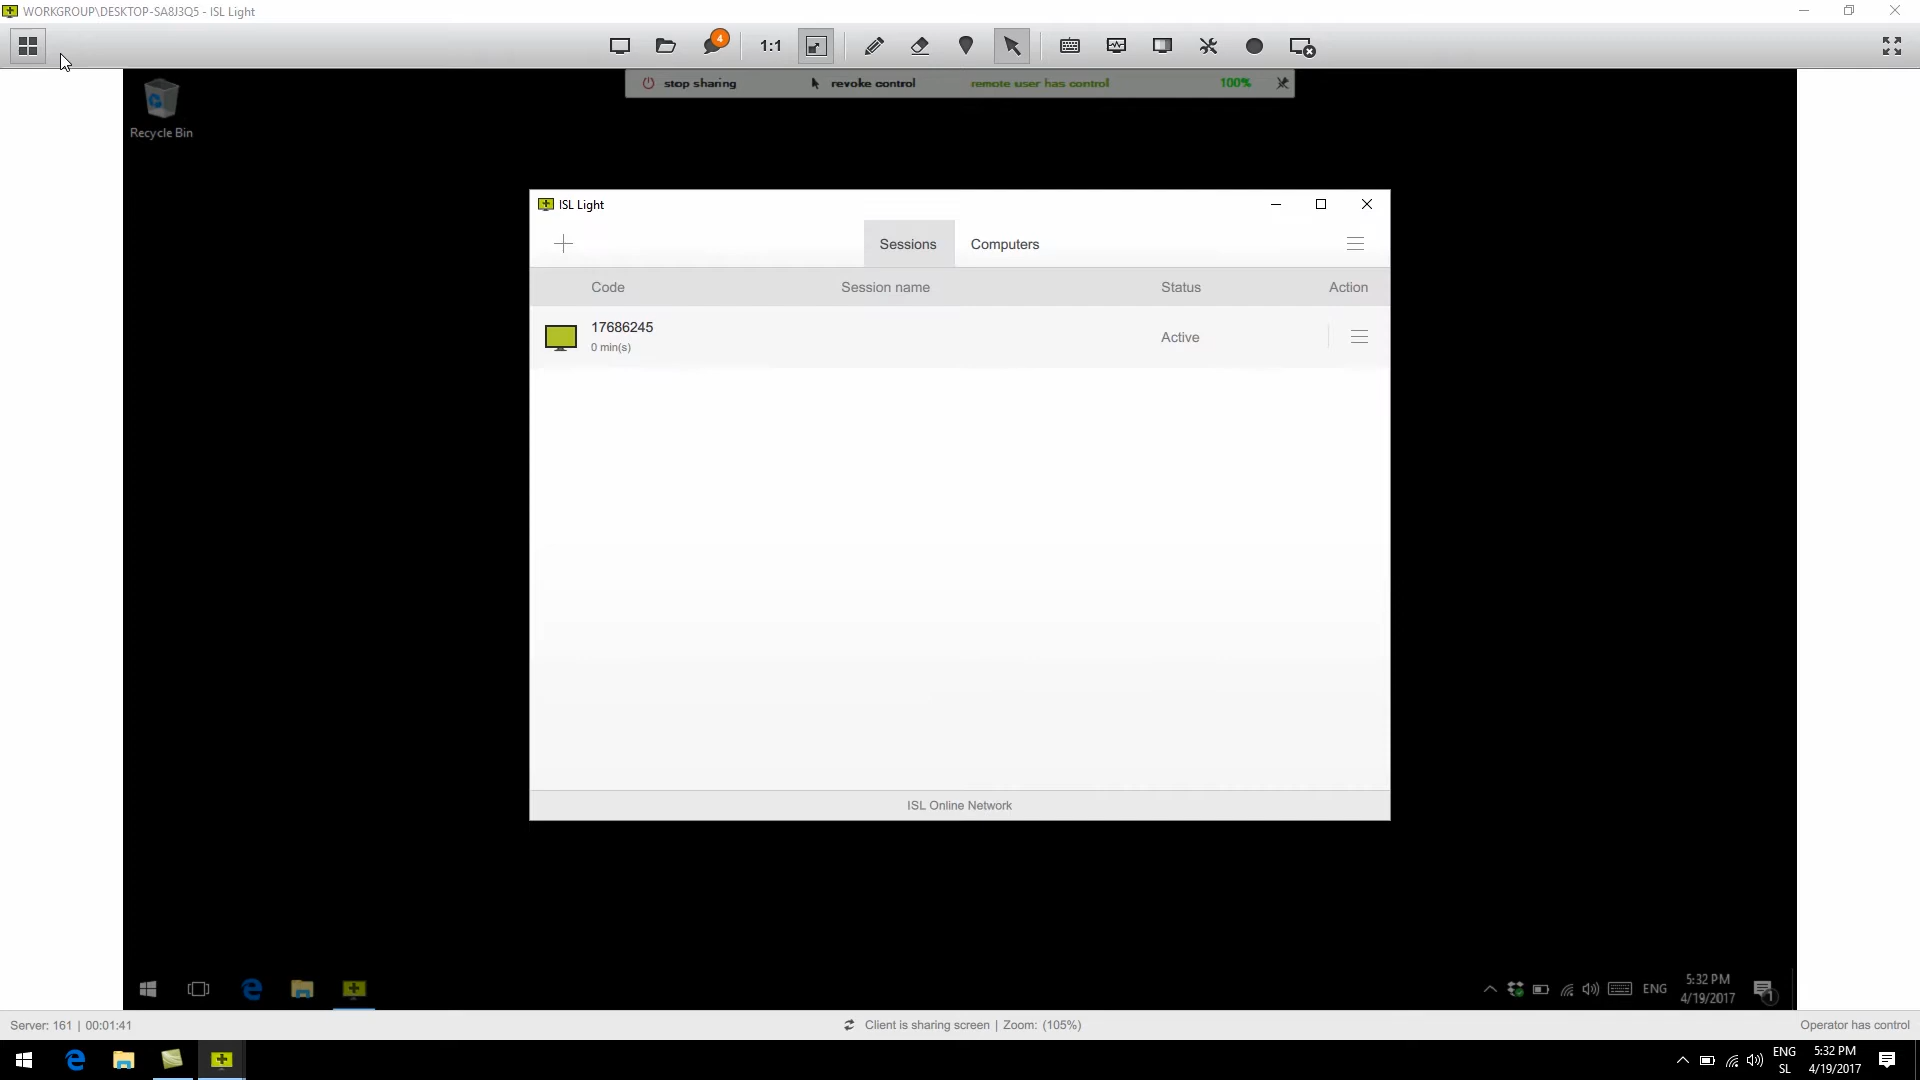 WORKGROUP\DESKTOP-SA8J3Q5 - ISL Light
4
1:1
stop sharing
revoke control
remote user has control
100%
Recycle Bin
ISL Light
Sessions
Computers
Code
Session name
Status
Action
17686245
0 min(s)
Active
ISL Online Network
ENG
5:32 PM
4/19/2017
1
Server: 161 | 00:01:41
Client is sharing screen | Zoom: (105%)
Operator has control
ENG
SL
5:32 PM
4/19/2017